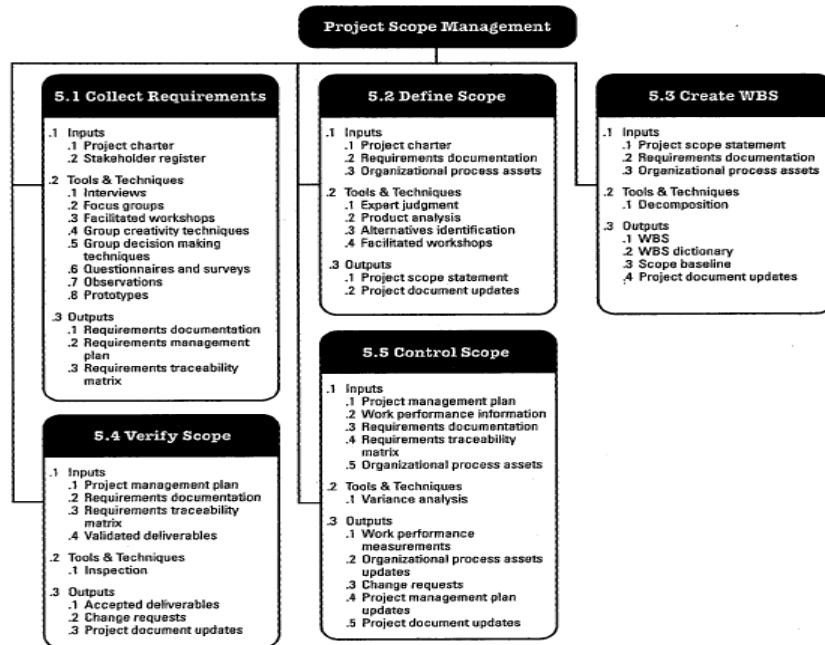 Project Scope Management
5.1 Collect Requirements
.1 Inputs
.1 Project charter
.2 Stakeholder register
.2 Tools & Techniques
.1 Interviews
.2 Focus groups
.3 Facilitated workshops
.4 Group creativity techniques
.5 Group decision making
techniques
.6 Questionnaires and surveys
.7 Observations
.8 Prototypes
.3 Outputs
.1 Requirements documentation
.2 Requirements management
plan
.3 Requirements traceability
matrix
5.2 Define Scope
.1 Inputs
.1 Project charter
.2 Requirements documentation
.3 Organizational process assets
.2 Tools & Techniques
.1 Expert judgment
.2 Product analysis
.3 Alternatives identification
.4 Facilitated workshops
.3 Outputs
.1 Project scope statement
.2 Project document updates
5.3 Create WBS
.1 Inputs
.1 Project scope statement
.2 Requirements documentation
.3 Organizational process assets
.2 Tools & Techniques
.1 Decomposition
.3 Outputs
.1 WBS
.2 WBS dictionary
.3 Scope baseline
.4 Project document updates
5.4 Verify Scope
.1 Inputs
.1 Project management plan
.2 Requirements documentation
.3 Requirements traceability
matrix
.4 Validated deliverables
.2 Tools & Techniques
.1 Inspection
.3 Outputs
.1 Accepted deliverables
.2 Change requests
.3 Project document updates
5.5 Control Scope
.1 Inputs
.1 Project management plan
.2 Work performance information
.3 Requirements documentation
.4 Requirements traceability
matrix
.5 Organizational process assets
.2 Tools & Techniques
.1 Variance analysis
.3 Outputs
.1 Work performance
measurements
.2 Organizational process assets
updates
.3 Change requests
.4 Project management plan
updates
.5 Project document updates